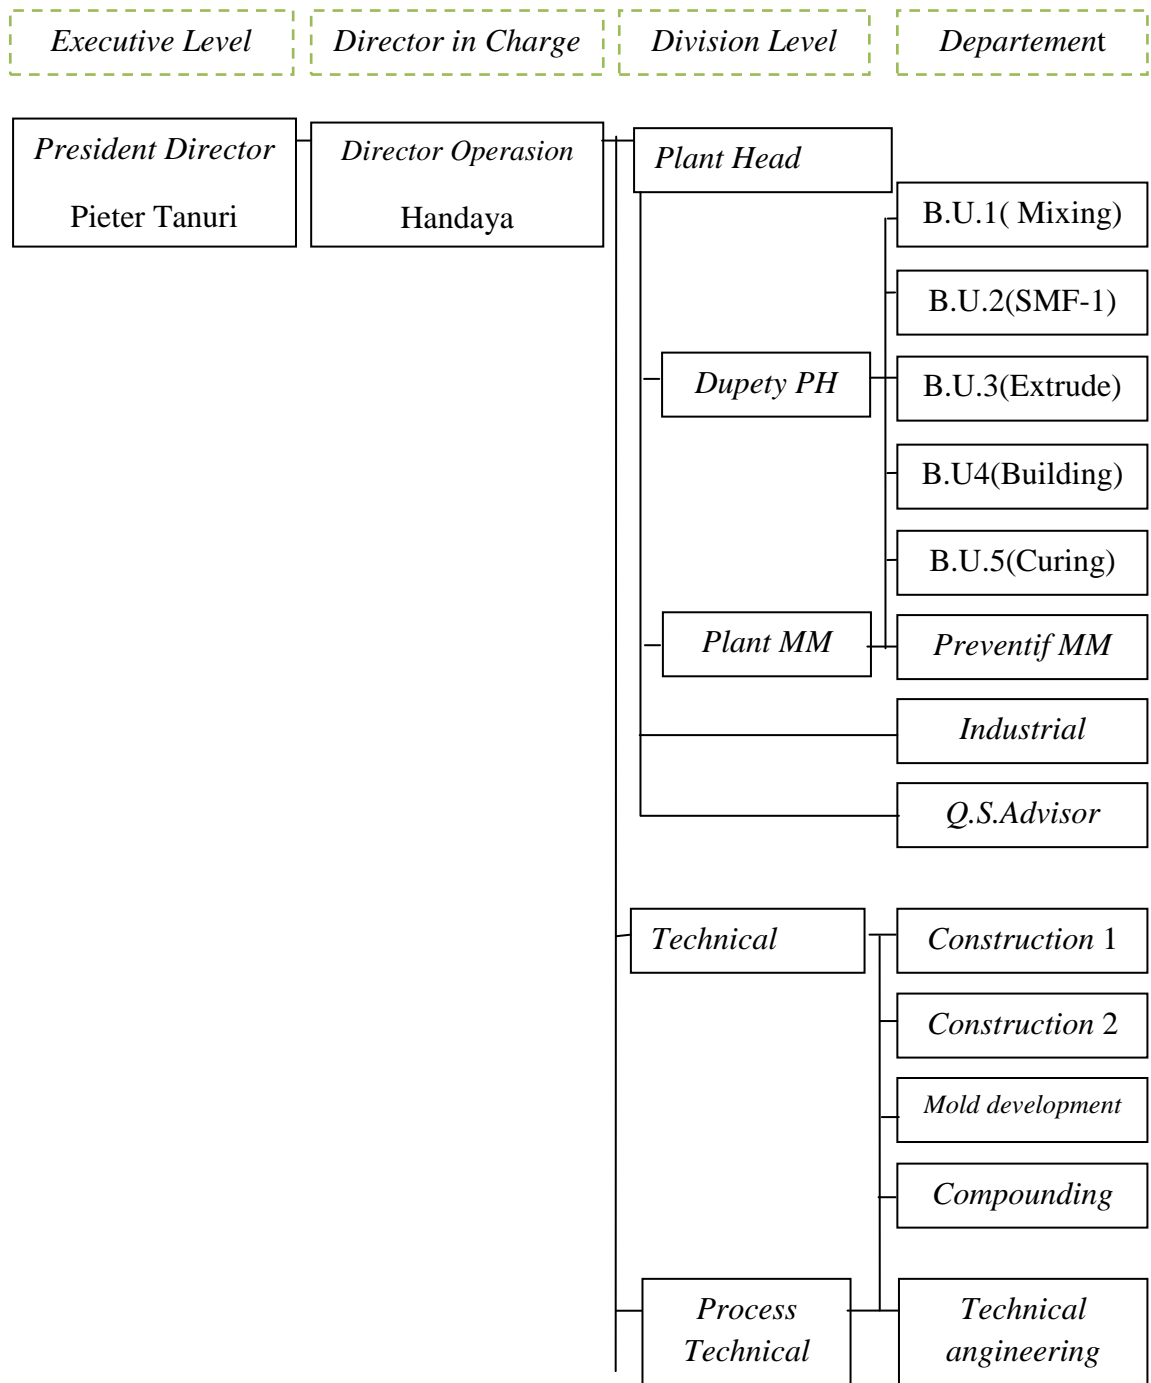 Executive Level
Director in Charge
Division Level
Departement
President Director
Pieter Tanuri
Director Operasion
Handaya
Plant Head
B.U.1( Mixing)
B.U.2(SMF-1)
Dupety PH
B.U.3(Extrude)
B.U4(Building)
B.U.5(Curing)
Plant MM
Preventif MM
Industrial
Q.S.Advisor
Technical
Construction 1
Construction 2
Mold development
Compounding
Process
Technical
Technical
angineering